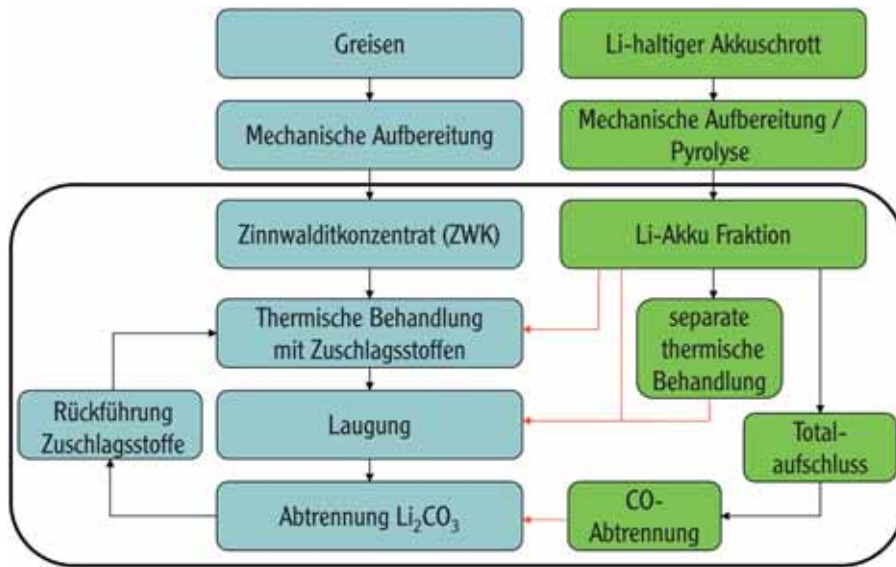 Greisen
Li-haltiger Akkuschrott
Mechanische Aufbereitung
Mechanische Aufbereitung /
Pyrolyse
Zinnwalditkonzentrat (ZWK)
Li-Akku Fraktion
Thermische Behandlung
mit Zuschlagsstoffen
separate
thermische
Behandlung
Rückführung
Zuschlagsstoffe
Laugung
Total-
aufschluss
Abtrennung Li₂CO₃
CO-
Abtrennung